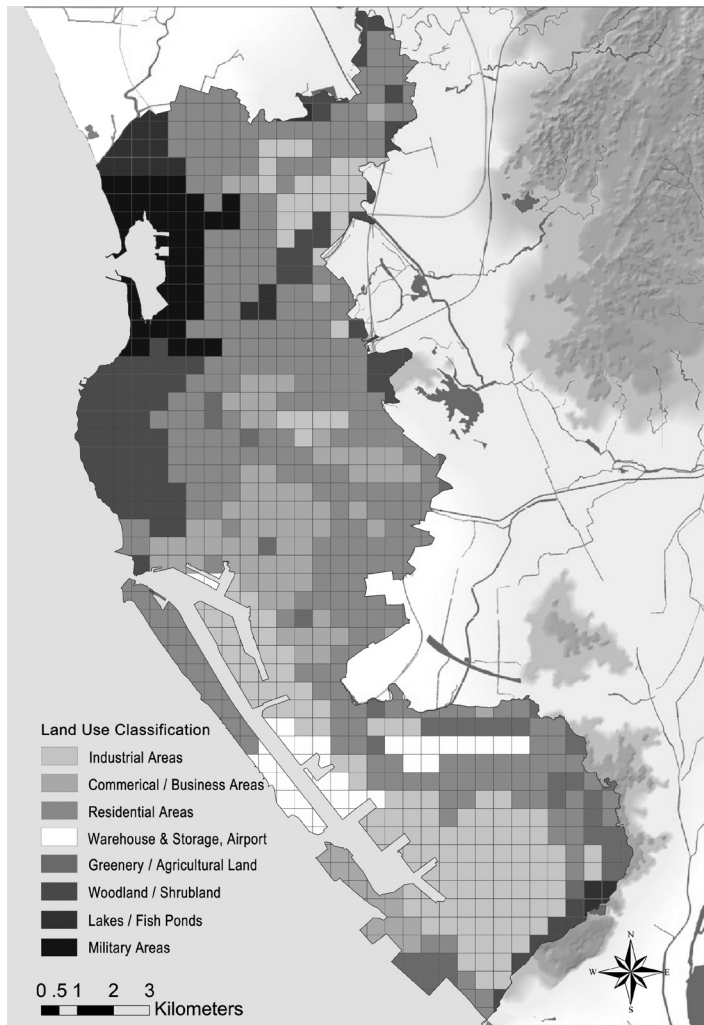 Land Use Classification
Industrial Areas
Commerical / Business Areas
Residential Areas
Warehouse & Storage, Airport
Greenery / Agricultural Land
Woodland / Shrubland
Lakes / Fish Ponds
Military Areas
0 .5 1 2 3
Kilometers
N
W E
S